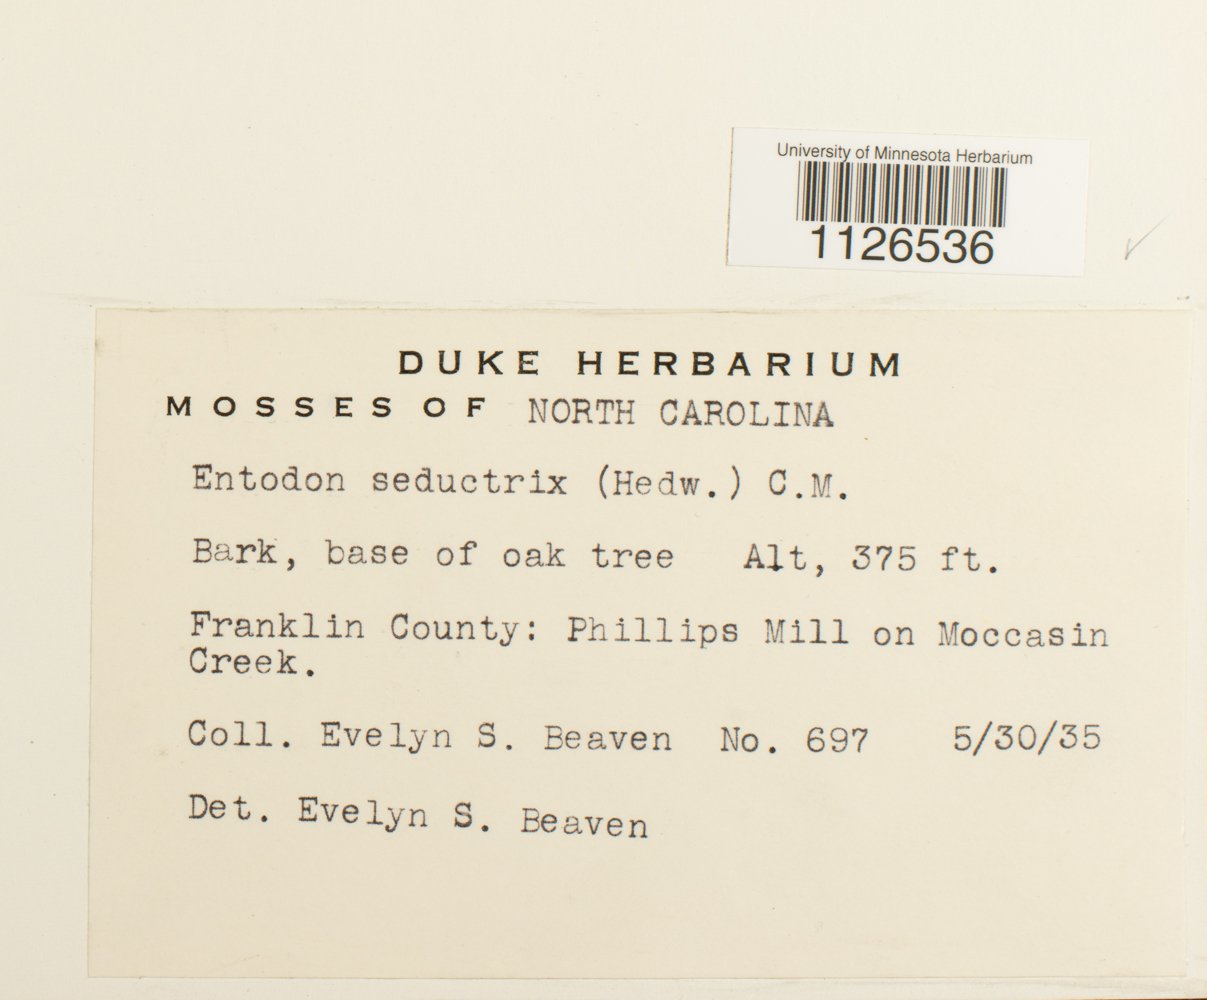 University of Minnesota Herbarium
1126536
DUKE HERBARIUM
MOSSES OF NORTH CAROLINA
Entodon seductrix (Hedw.) C.M.
Bark, base of oak tree Alt, 375 ft.
Franklin County: Phillips Mill on Moccasin
Creek.
Coll. Evelyn S. Beaven No. 697 5/30/35
Det. Evelyn S. Beaven